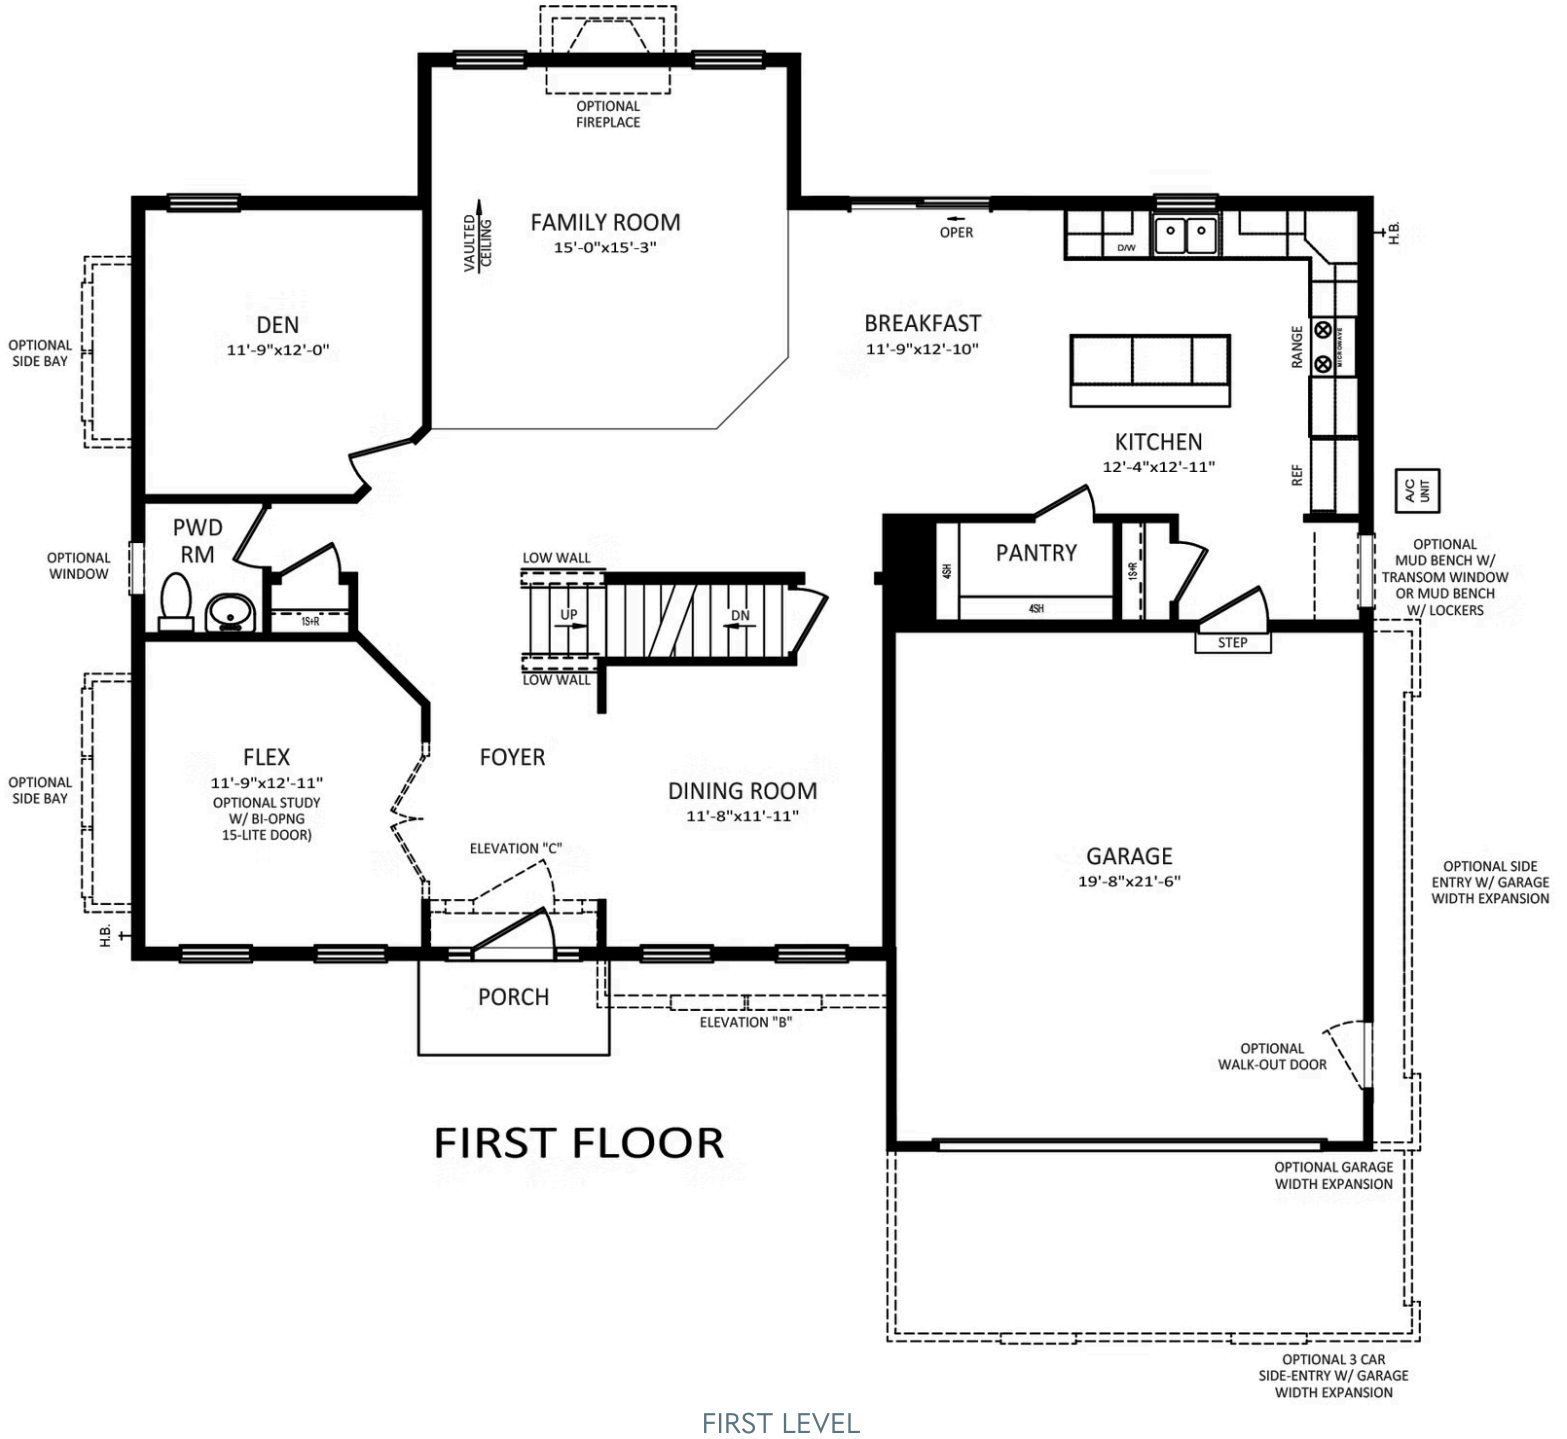 OPTIONAL
FIREPLACE
VAULTED
CEILING
FAMILY ROOM
15'-0"x15'-3"
OPER
D/W
H.B.
DEN
11'-9"x12'-0"
OPTIONAL
SIDE BAY
BREAKFAST
11'-9"x12'-10"
RANGE
MICROWAVE
KITCHEN
12'-4"x12'-11"
REF
A/C
UNIT
PWD
RM
OPTIONAL
WINDOW
1S+R
LOW WALL
UP
DN
LOW WALL
PANTRY
4SH
4SH
1S+R
OPTIONAL
MUD BENCH W/
TRANSOM WINDOW
OR MUD BENCH
W/ LOCKERS
STEP
FLEX
11'-9"x12'-11"
OPTIONAL STUDY
W/ BI-OPNG
15-LITE DOOR)
OPTIONAL
SIDE BAY
FOYER
DINING ROOM
11'-8"x11'-11"
ELEVATION "C"
GARAGE
19'-8"x21'-6"
OPTIONAL SIDE
ENTRY W/ GARAGE
WIDTH EXPANSION
H.B.
PORCH
ELEVATION "B"
OPTIONAL
WALK-OUT DOOR
FIRST FLOOR
OPTIONAL GARAGE
WIDTH EXPANSION
OPTIONAL 3 CAR
SIDE-ENTRY W/ GARAGE
WIDTH EXPANSION
FIRST LEVEL